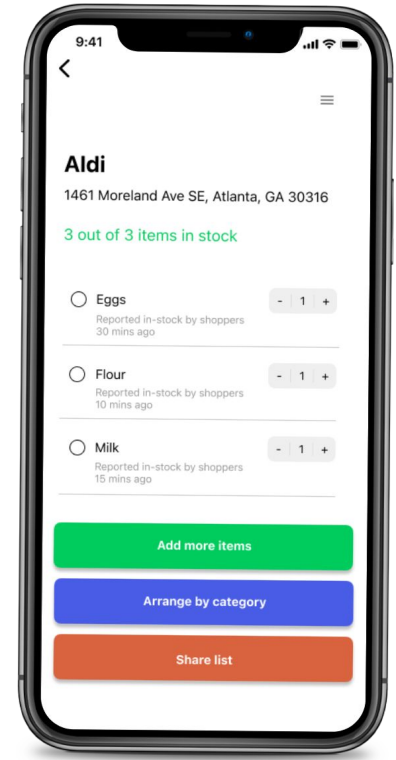 9:41
Aldi
1461 Moreland Ave SE, Atlanta, GA 30316
3 out of 3 items in stock
Eggs - 1 +
Reported in-stock by shoppers
30 mins ago
Flour - 1 +
Reported in-stock by shoppers
10 mins ago
Milk - 1 +
Reported in-stock by shoppers
15 mins ago
Add more items
Arrange by category
Share list